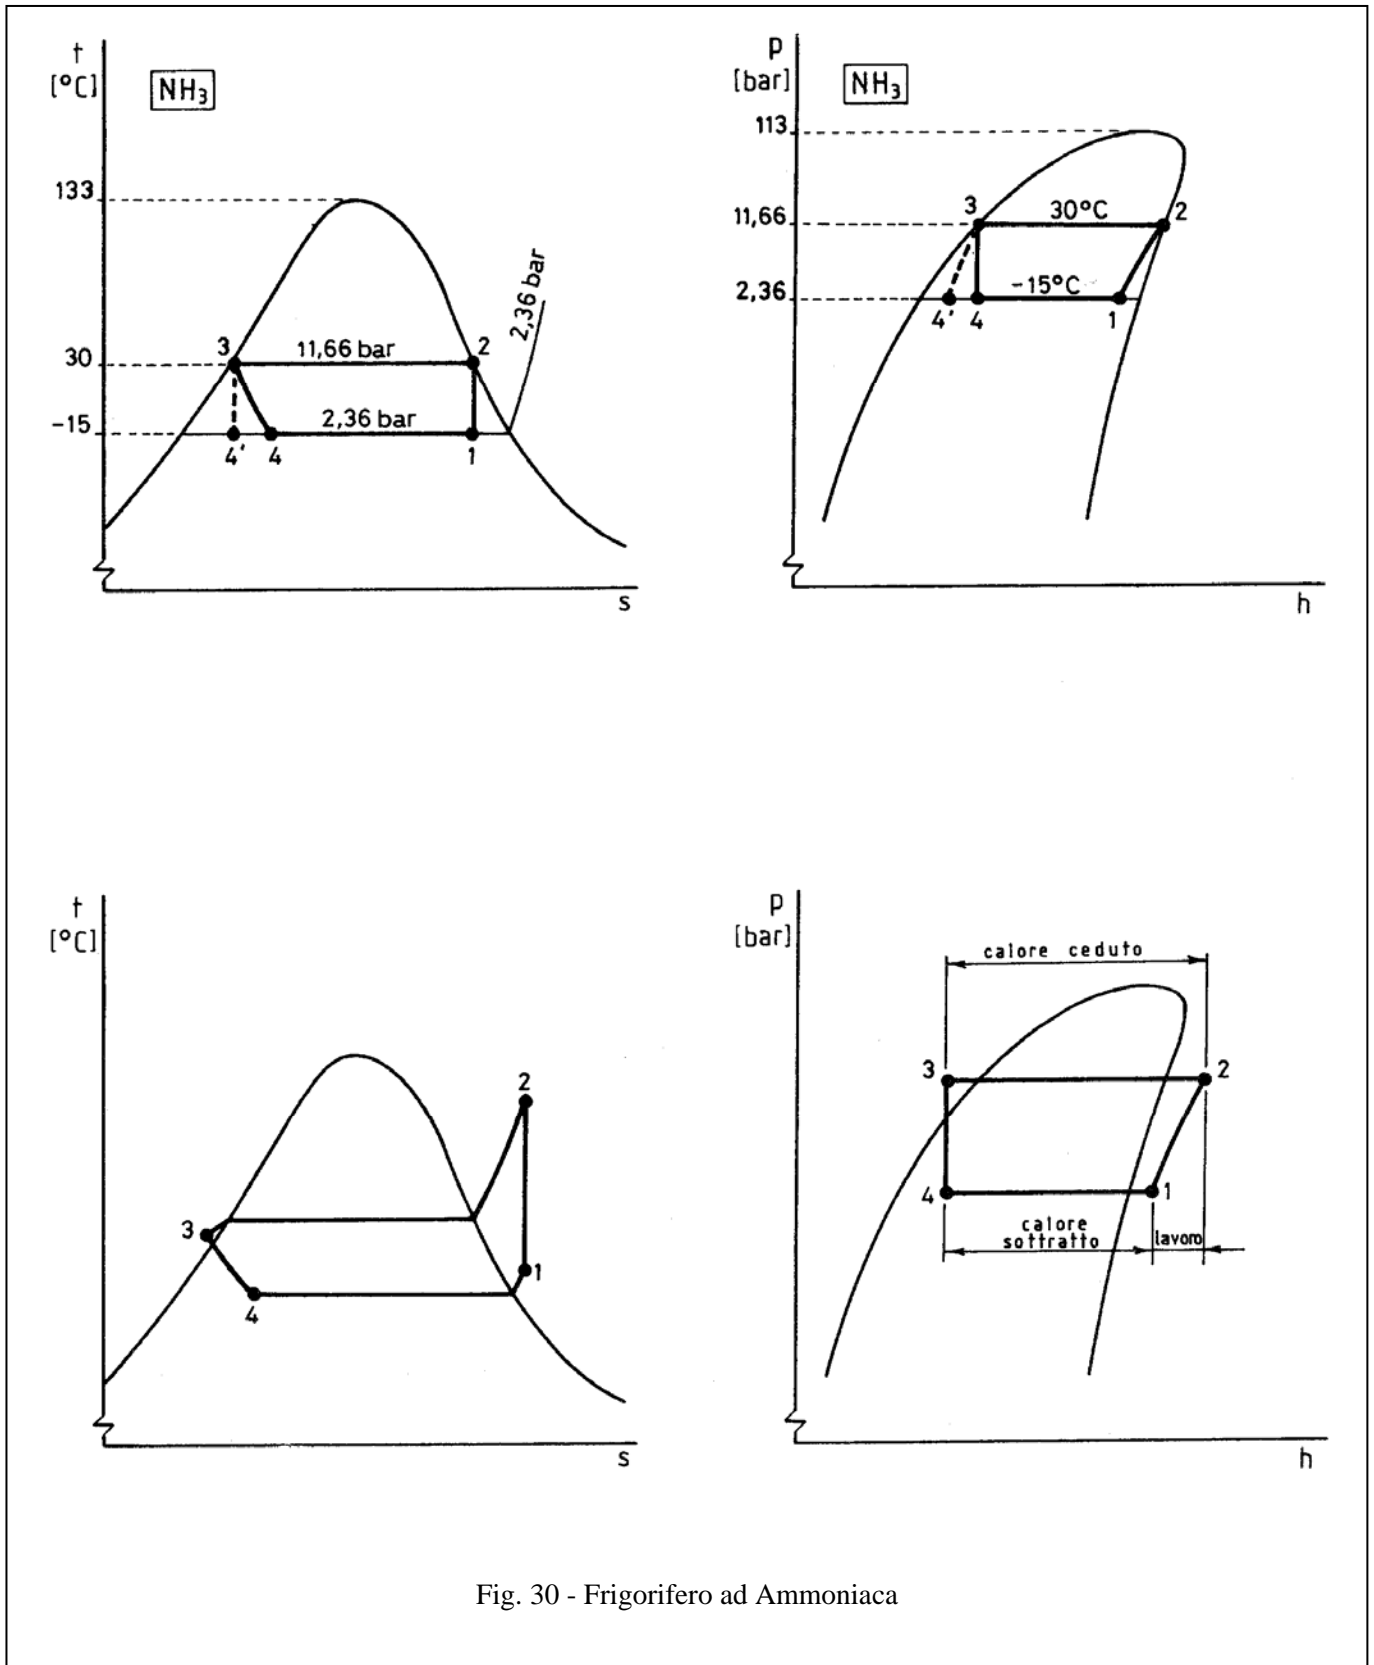 t
[°C]
NH₃
133
30
-15
3
11,66 bar
2
2,36 bar
2,36 bar
4'
4
1
s
p
[bar]
NH₃
113
11,66
2,36
3
30°C
2
-15°C
4'
4
1
h
t
[°C]
2
3
1
4
s
p
[bar]
calore ceduto
3
2
4
1
calore
sottratto
lavoro
h
Fig. 30 - Frigorifero ad Ammoniaca